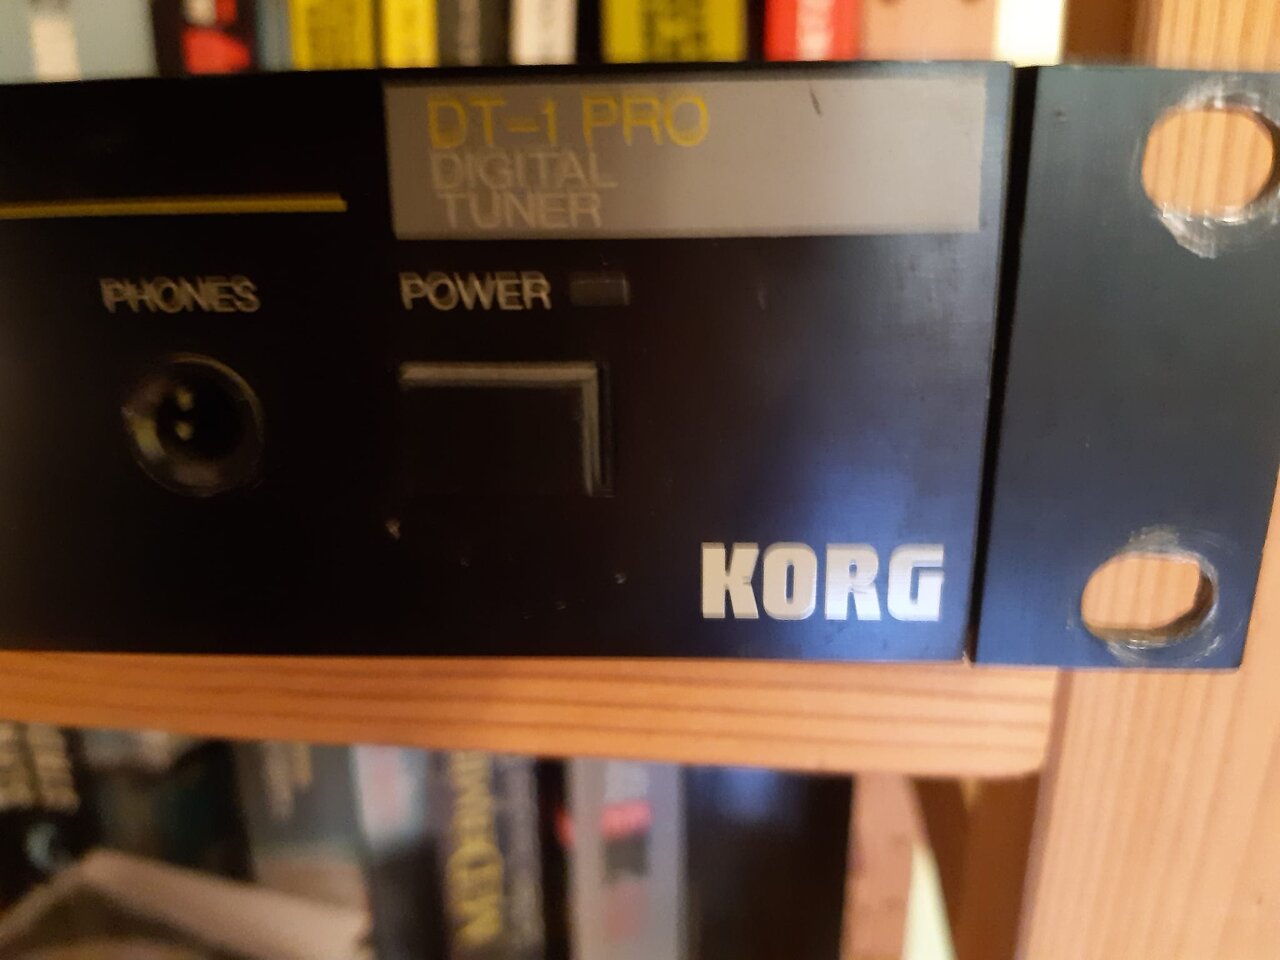 DT-1 PRO
DIGITAL
TUNER
PHONES
POWER
KORG